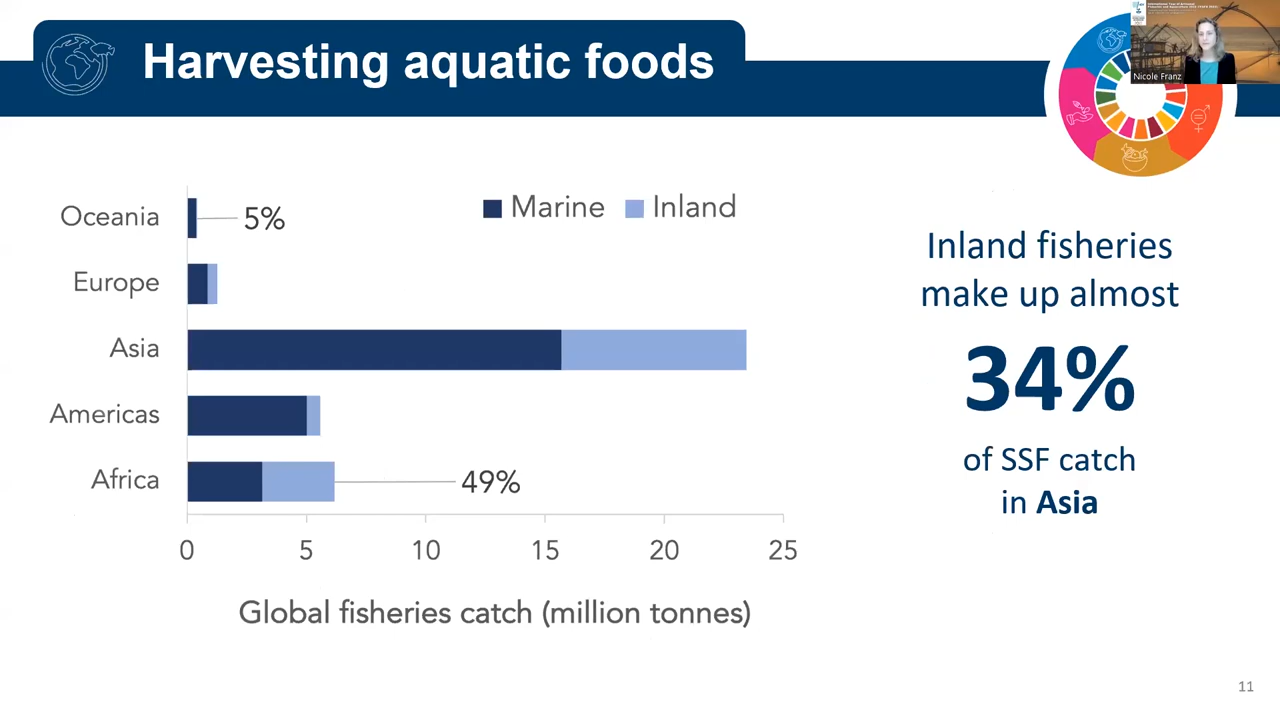 Harvesting aquatic foods
Nicole Franz
Oceania
5%
Marine
Inland
Europe
Asia
Americas
Africa
49%
0 5 10 15 20 25
Global fisheries catch (million tonnes)
Inland fisheries
make up almost
34%
of SSF catch
in Asia
11